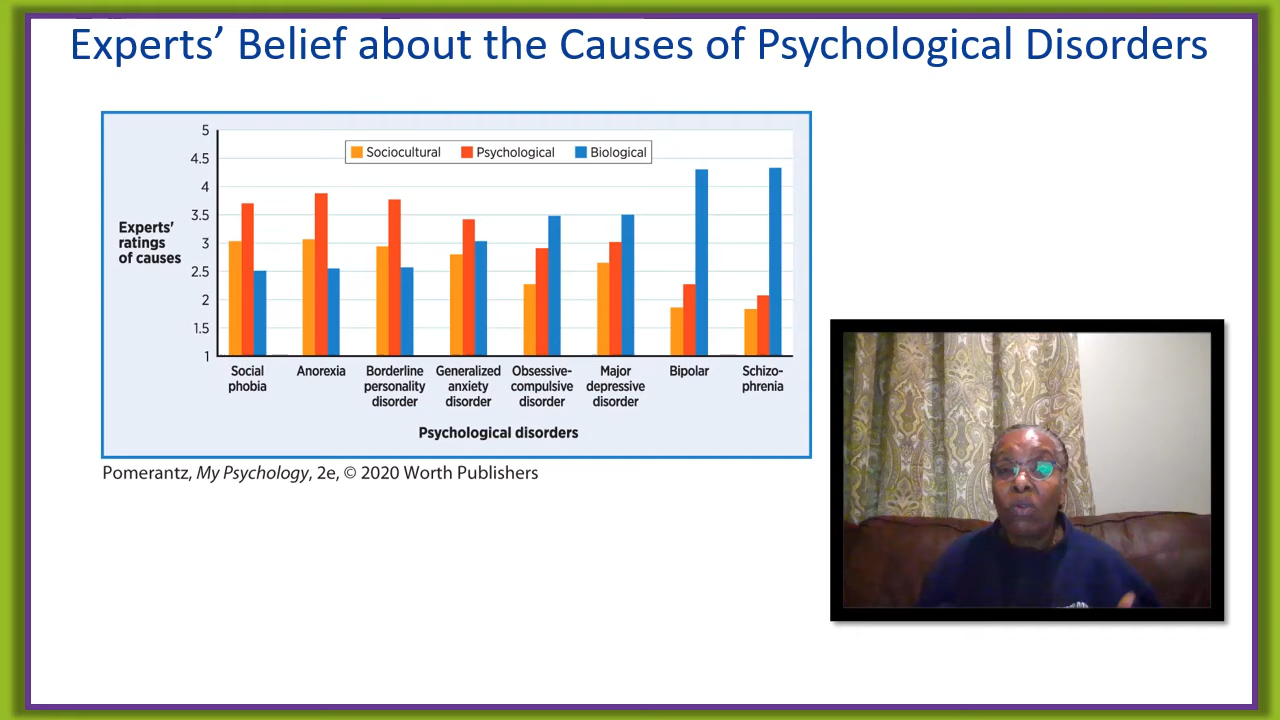 Experts’ Belief about the Causes of Psychological Disorders
5
4.5
4
3.5
3
2.5
2
1.5
1
Sociocultural Psychological Biological
Experts'
ratings
of causes
Social
phobia
Anorexia
Borderline
personality
disorder
Generalized
anxiety
disorder
Obsessive-
compulsive
disorder
Major
depressive
disorder
Bipolar
Schizo-
phrenia
Psychological disorders
Pomerantz, My Psychology, 2e, © 2020 Worth Publishers